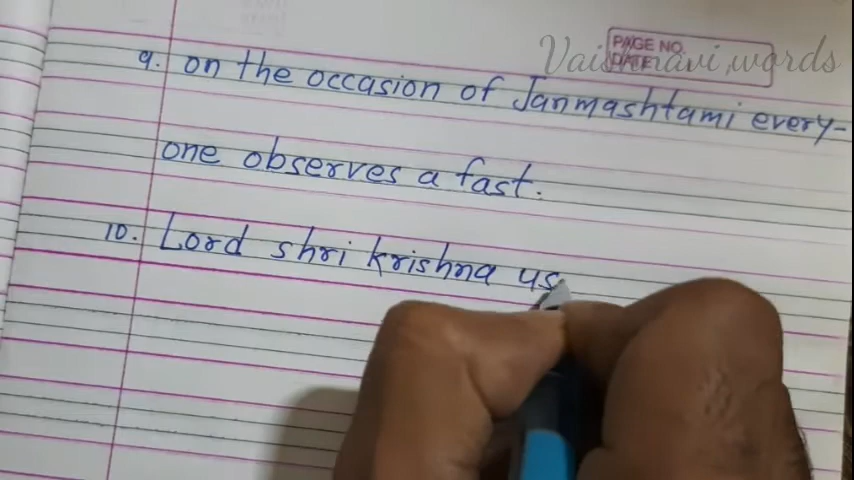 Vaishnavi,words
PAGE NO.
DATE:
9. on the occasion of Janmashtami every-
one observes a fast.
10. Lord shri krishna us